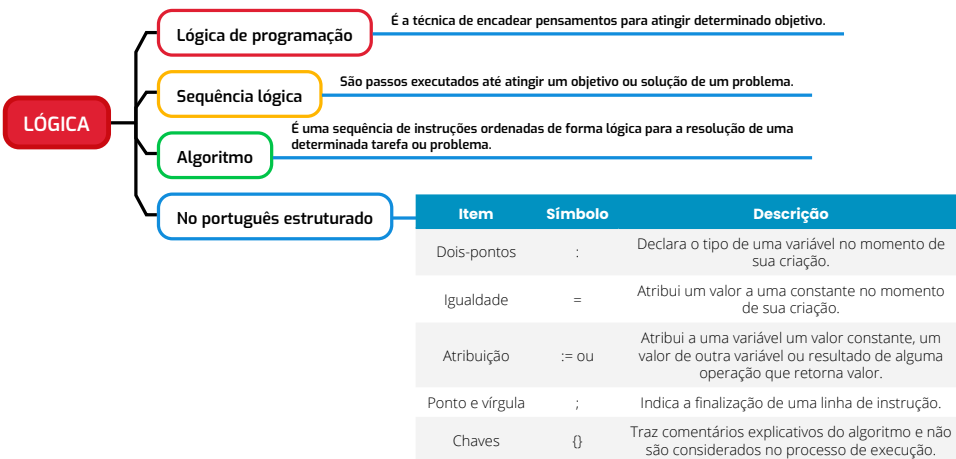 LÓGICA
Lógica de programação
É a técnica de encadear pensamentos para atingir determinado objetivo.
Sequência lógica
São passos executados até atingir um objetivo ou solução de um problema.
Algoritmo
É uma sequência de instruções ordenadas de forma lógica para a resolução de uma
determinada tarefa ou problema.
No português estruturado
Item Símbolo Descrição
Dois-pontos : Declara o tipo de uma variável no momento de
sua criação.
Igualdade = Atribui um valor a uma constante no momento
de sua criação.
Atribui a uma variável um valor constante, um
Atribuição := ou valor de outra variável ou resultado de alguma
operação que retorna valor.
Ponto e vírgula ; Indica a finalização de uma linha de instrução.
Chaves {} Traz comentários explicativos do algoritmo e não
são considerados no processo de execução.